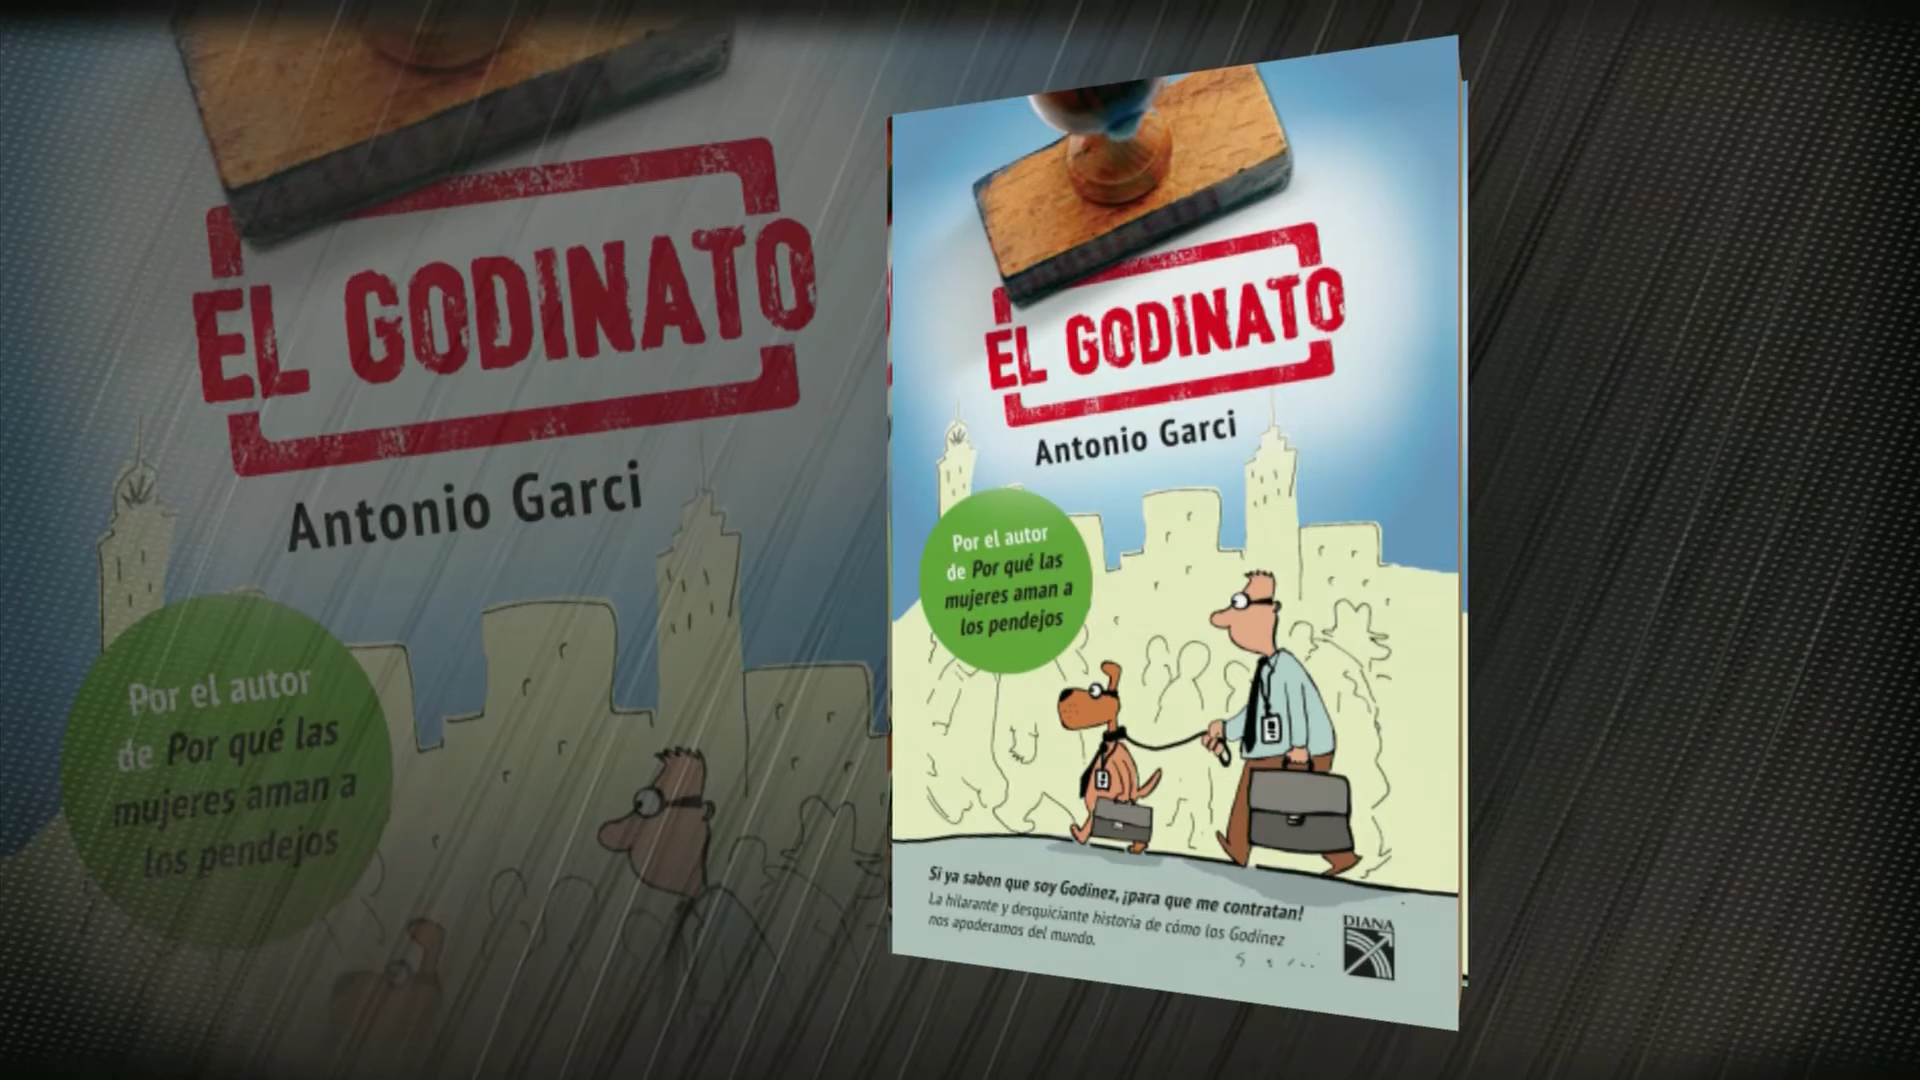 EL GODINATO
Antonio Garci
Por el autor
de Por qué las
mujeres aman a
los pendejos
EL GODINATO
Antonio Garci
Por el autor
de Por qué las
mujeres aman a
los pendejos
Si ya saben que soy Godínez, ¡para que me contratan!
La hilarante y desquiciante historia de cómo los Godínez
nos apoderamos del mundo.
DIANA